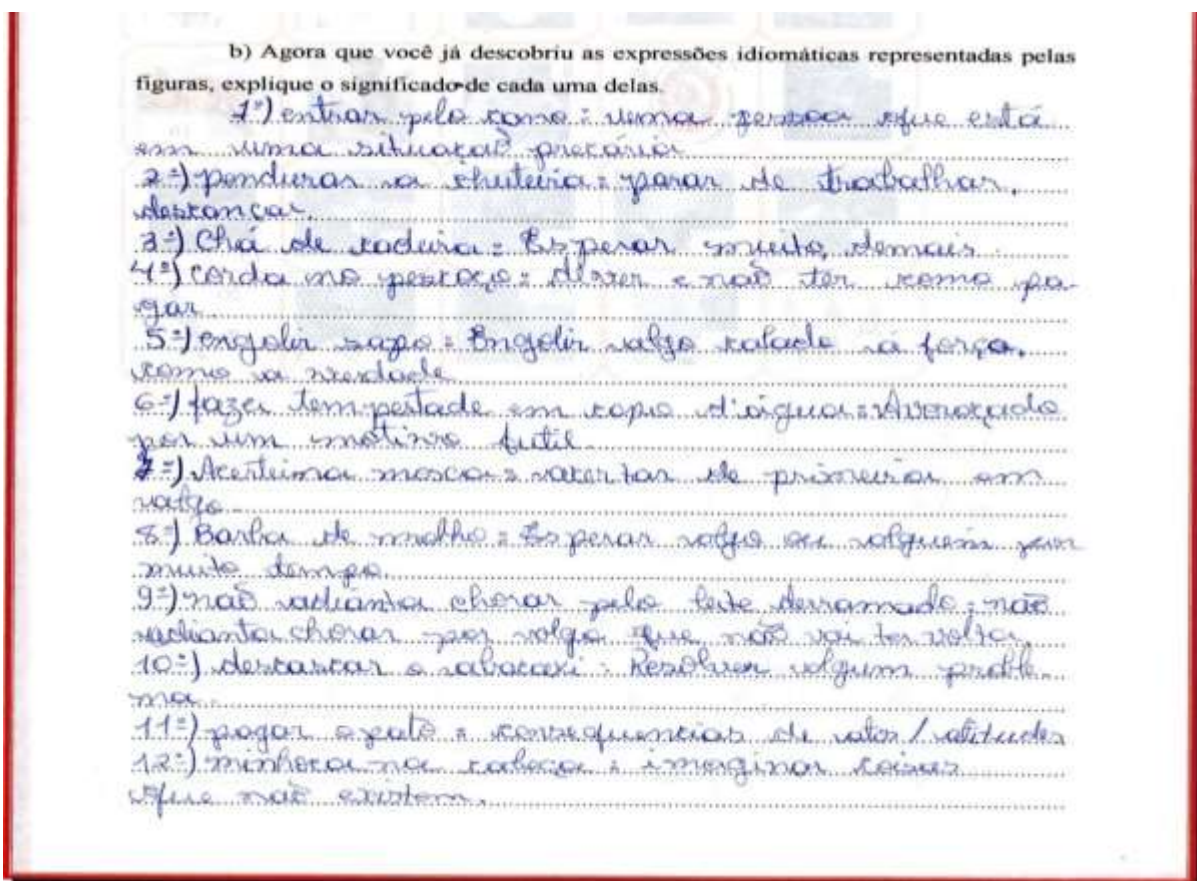 b) Agora que você já descobriu as expressões idiomáticas representadas pelas
figuras, explique o significado de cada uma delas.
1º) entrar pelo cano = uma pessoa que está
em uma situação precária
2º) pendurar a chuteira = parar de trabalhar,
descançar.
3º) Chá de cadeira = Esperar muito, demais.
4º) corda no pescoço = dever e não ter como pa-
gar.
5º) engolir sapo = Engolir algo calado a força,
como a verdade
6º) fazer tempestade em copo d'água =
por um motivo futil
7º) na mosca = acertar de primeira em
algo
8º) Barba de molho = Esperar algo ou alguém por
muito tempo.
9º) não adianta chorar pelo leite derramado = não
adianta chorar por algo que não vai ter volta.
10º) descascar o abacaxi = Resolver algum proble-
ma.
11º) pagar o pato = consequencias de atos/atitudes
12º) minhoca na cabeça = imaginar coisas
que não existem.